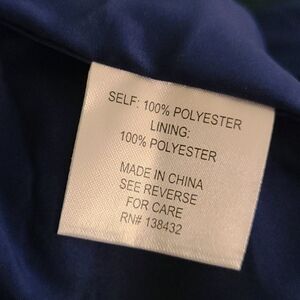 SELF: 100% POLYESTER
LINING:
100% POLYESTER
MADE IN CHINA
SEE REVERSE
FOR CARE
RN# 138432